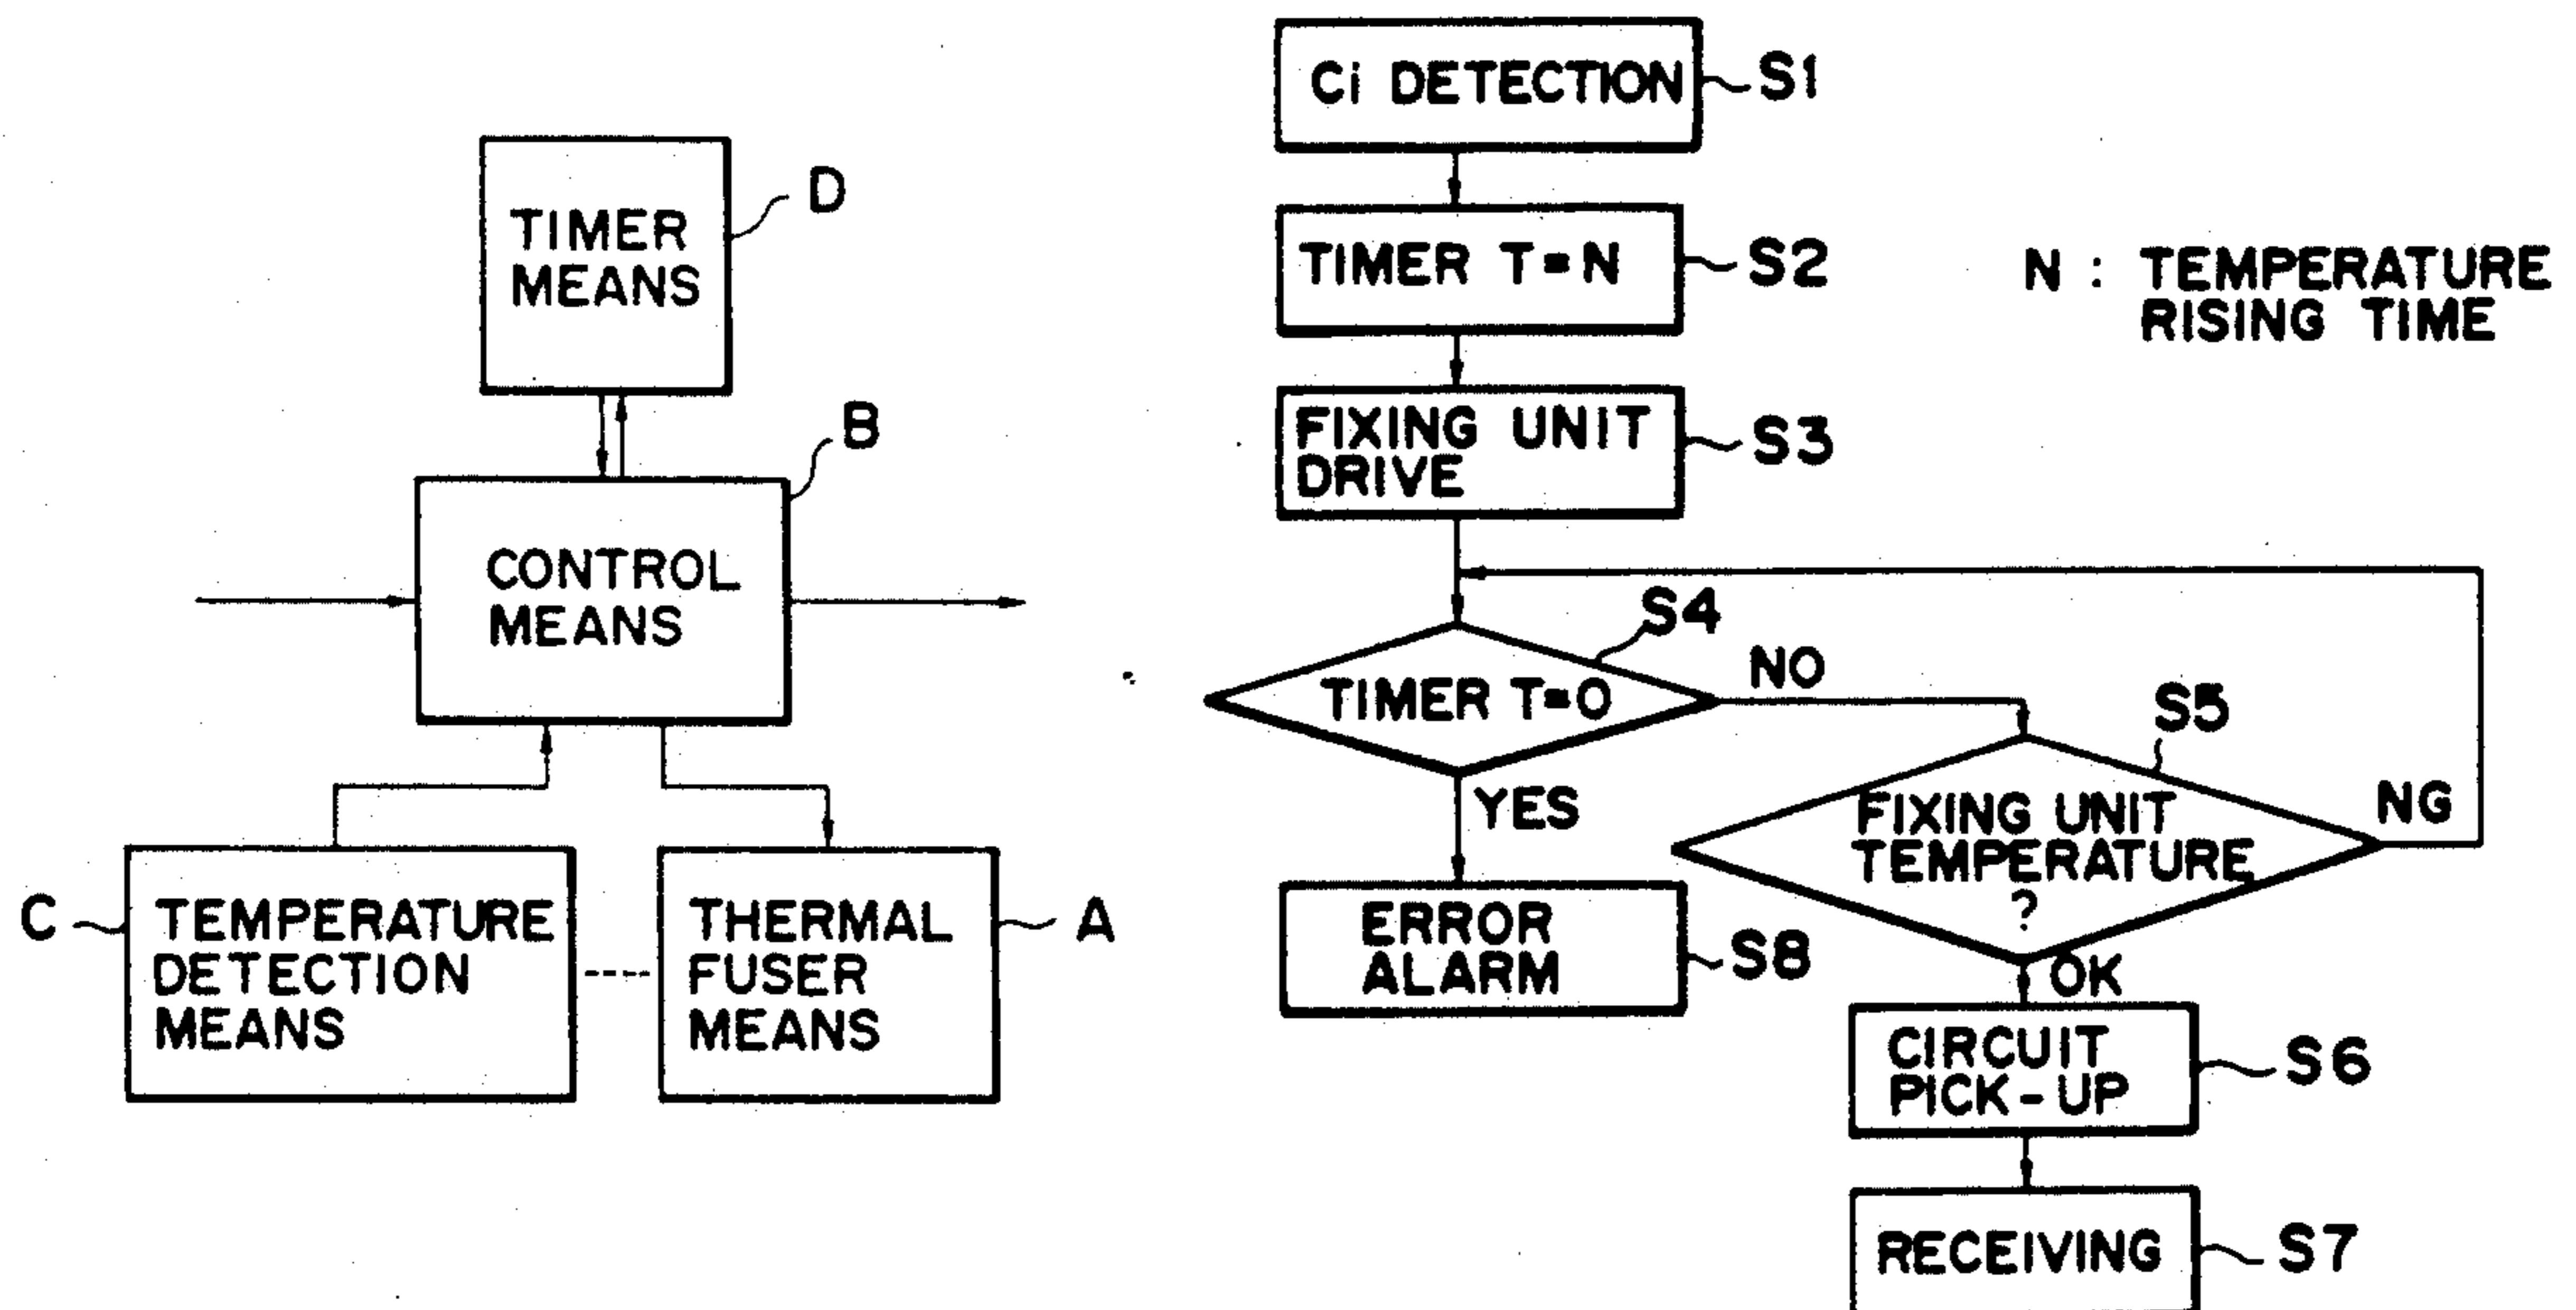 TIMER
MEANS
D
B
CONTROL
MEANS
C
TEMPERATURE
DETECTION
MEANS
THERMAL
FUSER
MEANS
A
Ci DETECTION
S1
TIMER T=N
S2
N : TEMPERATURE
RISING TIME
FIXING UNIT
DRIVE
S3
S4
TIMER T=0
NO
YES
S5
FIXING UNIT
TEMPERATURE
?
NG
OK
ERROR
ALARM
S8
CIRCUIT
PICK-UP
S6
RECEIVING
S7